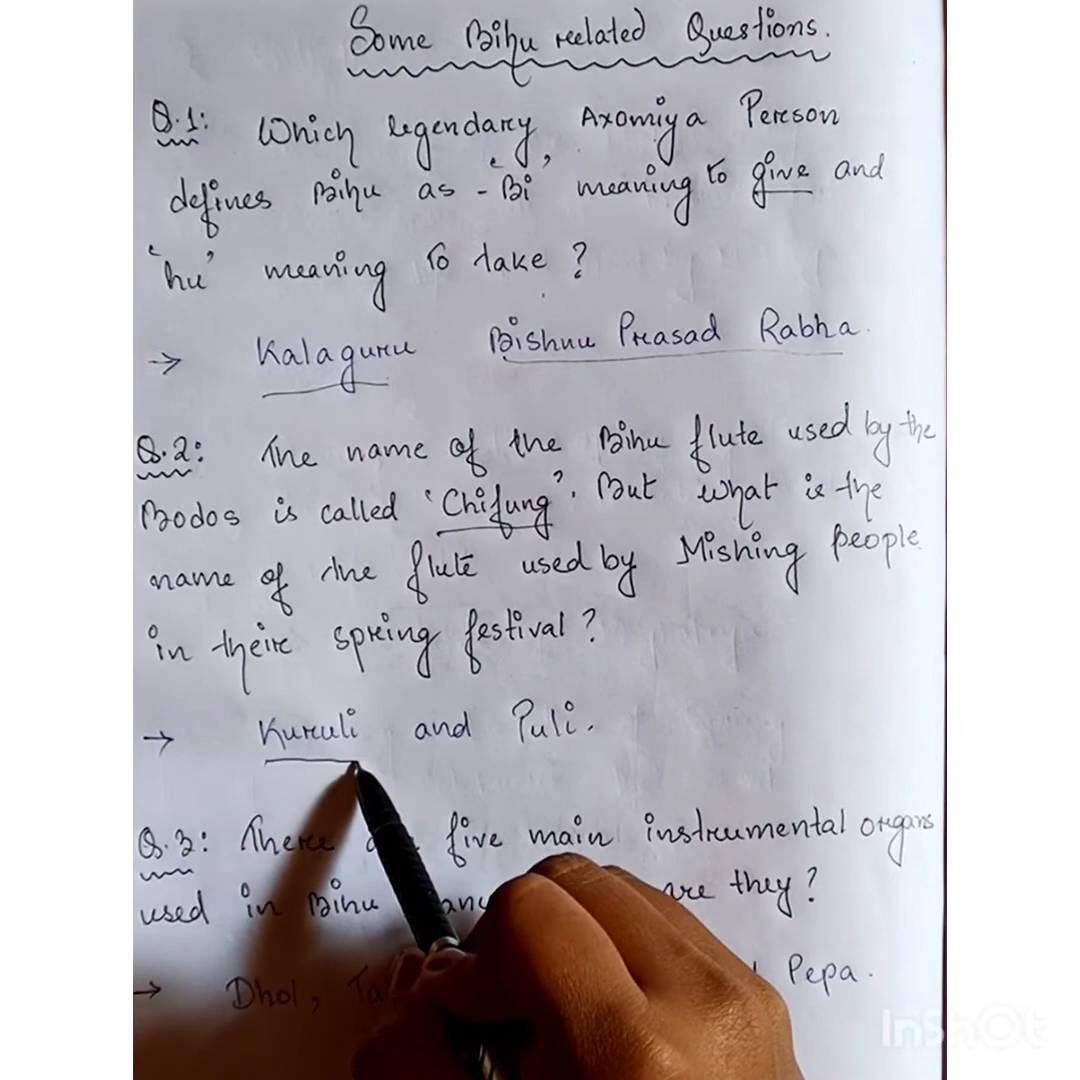 Some Bihu related Questions.
Q.1: Which legendary, Axomiya Person
defines Bihu as - 'Bi' meaning to give and
'hu' meaning to take ?
→ Kalaguru Bishnu Prasad Rabha.
Q.2: The name of the Bihu flute used by the
Bodos is called 'Chifung'. But what is the
name of the flute used by Mishing people
in their spring festival ?
→ Kuruli and Puli.
Q.3: There five main instrumental organs
used in Bihu are they ?
→ Dhol, Pepa.
InShOt